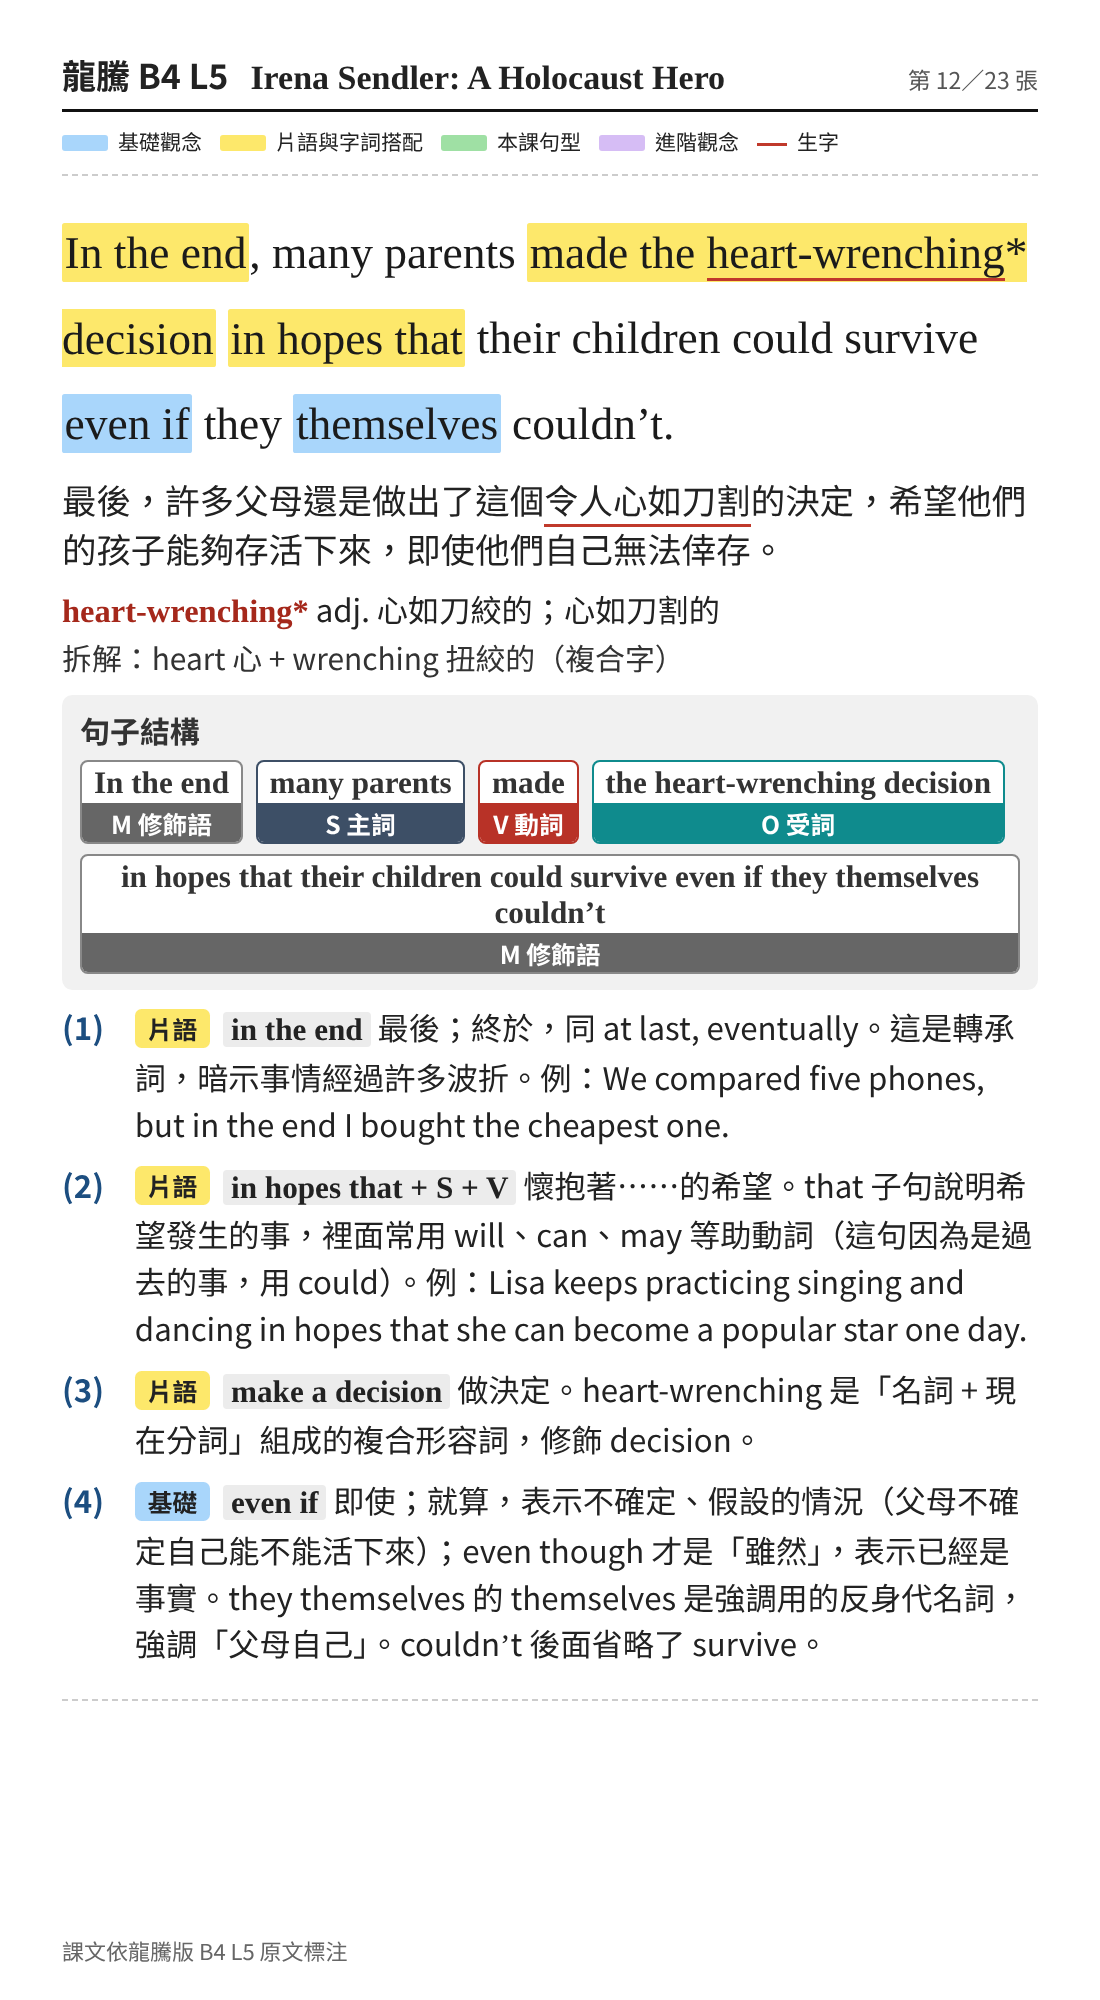 龍騰 B4 L5 Irena Sendler: A Holocaust Hero 第 12／23 張
基礎觀念 片語與字詞搭配 本課句型 進階觀念 生字
In the end, many parents made the heart-wrenching*
decision in hopes that their children could survive
even if they themselves couldn’t.
最後，許多父母還是做出了這個令人心如刀割的決定，希望他們
的孩子能夠存活下來，即使他們自己無法倖存。
heart-wrenching* adj. 心如刀絞的；心如刀割的
拆解：heart 心 + wrenching 扭絞的（複合字）
句子結構
In the end many parents made the heart-wrenching decision
M 修飾語 S 主詞 V 動詞 O 受詞
in hopes that their children could survive even if they themselves
couldn’t
M 修飾語
(1) 片語 in the end 最後；終於，同 at last, eventually。這是轉承
詞，暗示事情經過許多波折。例：We compared five phones,
but in the end I bought the cheapest one.
(2) 片語 in hopes that + S + V 懷抱著……的希望。that 子句說明希
望發生的事，裡面常用 will、can、may 等助動詞（這句因為是過
去的事，用 could）。例：Lisa keeps practicing singing and
dancing in hopes that she can become a popular star one day.
(3) 片語 make a decision 做決定。heart-wrenching 是「名詞 + 現
在分詞」組成的複合形容詞，修飾 decision。
(4) 基礎 even if 即使；就算，表示不確定、假設的情況（父母不確
定自己能不能活下來）；even though 才是「雖然」，表示已經是
事實。they themselves 的 themselves 是強調用的反身代名詞，
強調「父母自己」。couldn’t 後面省略了 survive。
課文依龍騰版 B4 L5 原文標注